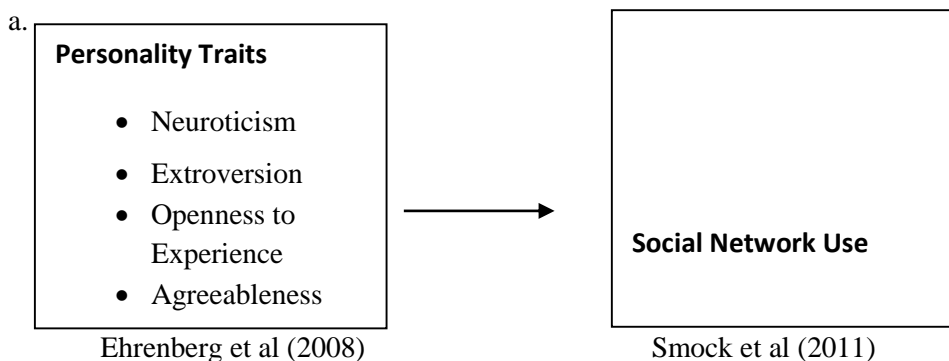 a.
Personality Traits
• Neuroticism
• Extroversion
• Openness to
Experience
• Agreeableness
Social Network Use
Ehrenberg et al (2008)
Smock et al (2011)